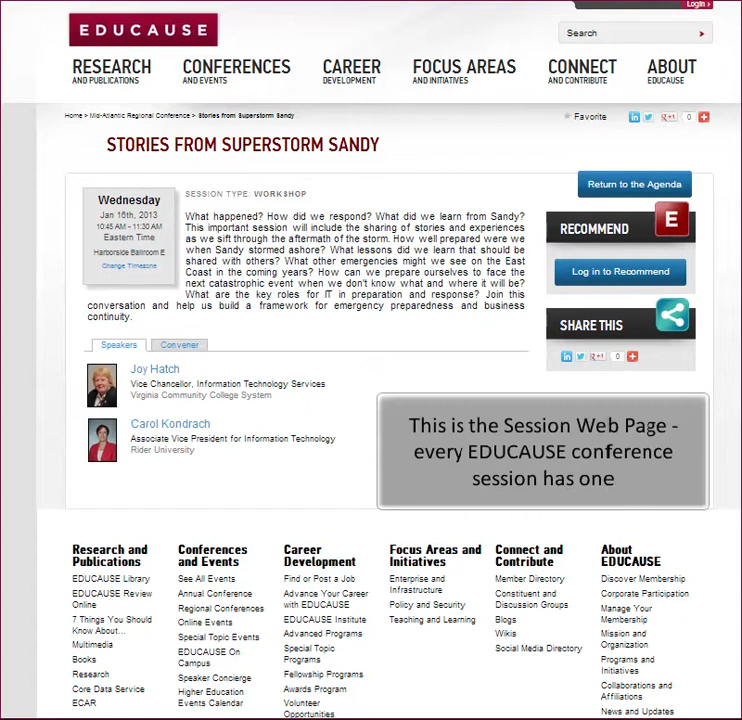 Login ›
EDUCAUSE
Search
RESEARCH
AND PUBLICATIONS
CONFERENCES
AND EVENTS
CAREER
DEVELOPMENT
FOCUS AREAS
AND INITIATIVES
CONNECT
AND CONTRIBUTE
ABOUT
EDUCAUSE
Home > Mid-Atlantic Regional Conference > Stories from Superstorm Sandy
Favorite
0
STORIES FROM SUPERSTORM SANDY
Return to the Agenda
Wednesday
Jan 16th, 2013
10:45 AM - 11:30 AM
Eastern Time
Harborside Ballroom E
Change Timezone
SESSION TYPE: WORKSHOP
What happened? How did we respond? What did we learn from Sandy?
This important session will include the sharing of stories and experiences
as we sift through the aftermath of the storm. How well prepared were we
when Sandy stormed ashore? What lessons did we learn that should be
shared with others? What other emergencies might we see on the East
Coast in the coming years? How can we prepare ourselves to face the
next catastrophic event when we don't know what and where it will be?
What are the key roles for IT in preparation and response? Join this
conversation and help us build a framework for emergency preparedness and business
continuity.
RECOMMEND
E
Log in to Recommend
SHARE THIS
0
Speakers
Convener
Joy Hatch
Vice Chancellor, Information Technology Services
Virginia Community College System
Carol Kondrach
Associate Vice President for Information Technology
Rider University
This is the Session Web Page -
every EDUCAUSE conference
session has one
Research and
Publications
EDUCAUSE Library
EDUCAUSE Review
Online
7 Things You Should
Know About...
Multimedia
Books
Research
Core Data Service
ECAR
Conferences
and Events
See All Events
Annual Conference
Regional Conferences
Online Events
Special Topic Events
EDUCAUSE On
Campus
Speaker Concierge
Higher Education
Events Calendar
Career
Development
Find or Post a Job
Advance Your Career
with EDUCAUSE
EDUCAUSE Institute
Advanced Programs
Special Topic
Programs
Fellowship Programs
Awards Program
Volunteer
Opportunities
Focus Areas and
Initiatives
Enterprise and
Infrastructure
Policy and Security
Teaching and Learning
Connect and
Contribute
Member Directory
Constituent and
Discussion Groups
Blogs
Wikis
Social Media Directory
About
EDUCAUSE
Discover Membership
Corporate Participation
Manage Your
Membership
Mission and
Organization
Programs and
Initiatives
Collaborations and
Affiliations
News and Updates